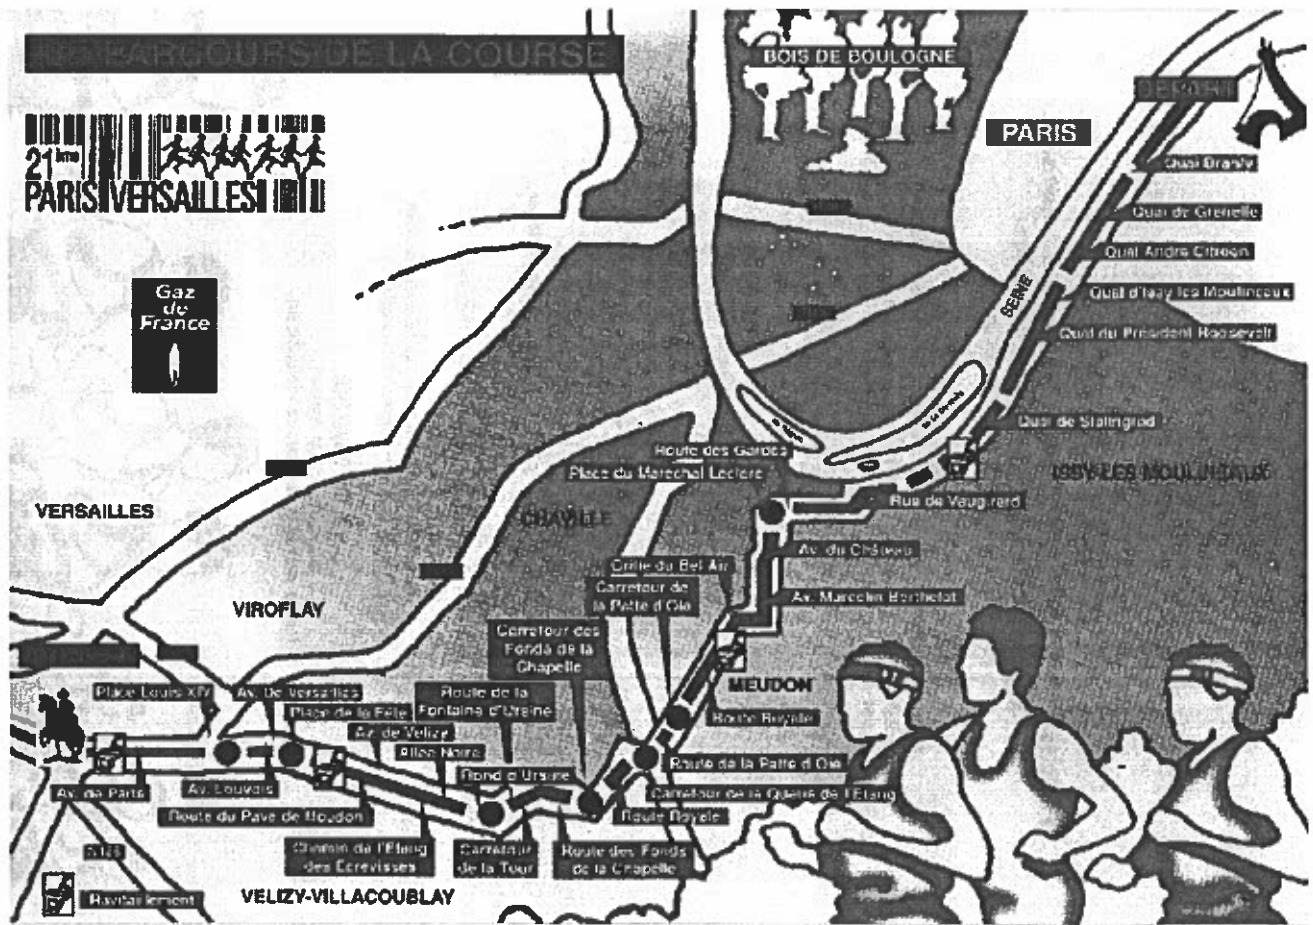 PARCOURS DE LA COURSE
BOIS DE BOULOGNE
DEPART
PARIS
21ème
PARIS VERSAILLES
Quai Branly
Quai de Grenelle
Quai André Citroen
Quai d'Issy les Moulineaux
Quai du Président Roosevelt
SEINE
Gaz
de
France
Quai de Stalingrad
Route des Gardes
Place du Maréchal Leclerc
ISSY-LES MOULINEAUX
Rue de Vaugirard
VERSAILLES
CHAVILLE
Av. du Château
Grille du Bel Air
Carrefour de
la Patte d'Oie
Av. Marcelin Berthelot
VIROFLAY
Carrefour des
Fonds de la
Chapelle
MEUDON
Place Louis XIV
Av. De Versailles
Route de la
Fontaine d'Ursine
Place de la Fête
Av. de Velizy
Allée Noire
Route Royale
Rond d'Ursine
Route de la Patte d'Oie
Av. de Paris
Av. Louvois
Carrefour de la Queue de l'Etang
Route du Pavé de Meudon
Route Royale
Chemin de l'Etang
des Ecrevisses
Carrefour
de la Tour
Route des Fonds
de la Chapelle
Ravitaillement
VELIZY-VILLACOUBLAY